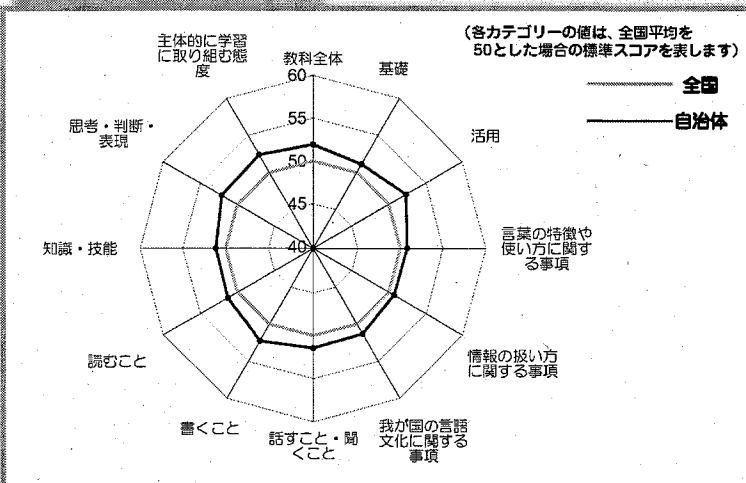 (各カテゴリーの値は、全国平均を
50とした場合の標準スコアを表します)
全国
自治体
主体的に学習
に取り組む態
度
教科全体
基礎
活用
言葉の特徴や
使い方に関す
る事項
情報の扱い方
に関する事項
我が国の言語
文化に関する
事項
話すこと・聞
くこと
書くこと
読むこと
知識・技能
思考・判断・
表現
60
55
50
45
40